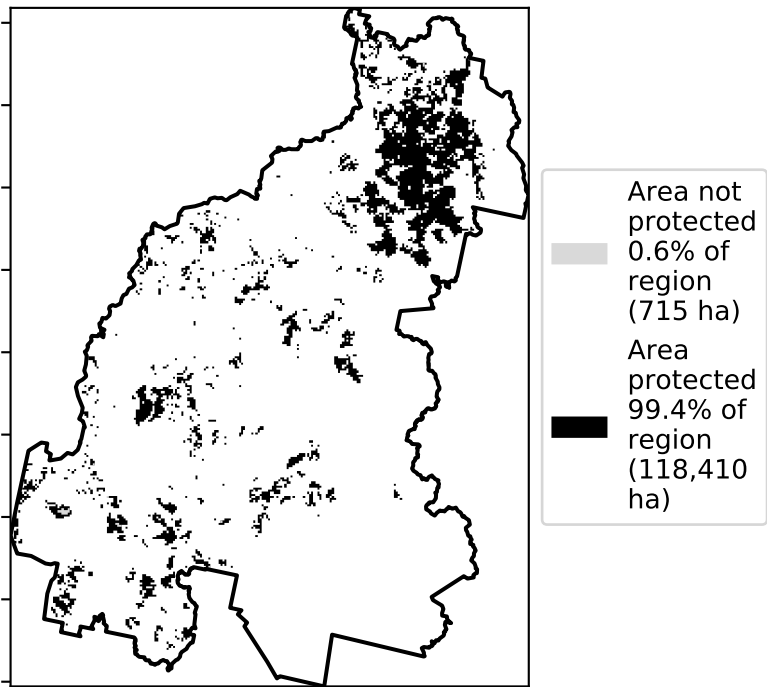 Area not
protected
0.6% of
region
(715 ha)
Area
protected
99.4% of
region
(118,410
ha)